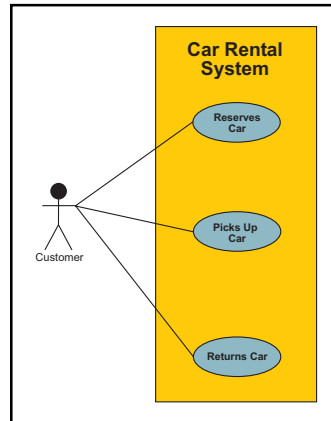 Car Rental
System
Reserves
Car
Picks Up
Car
Customer
Returns Car